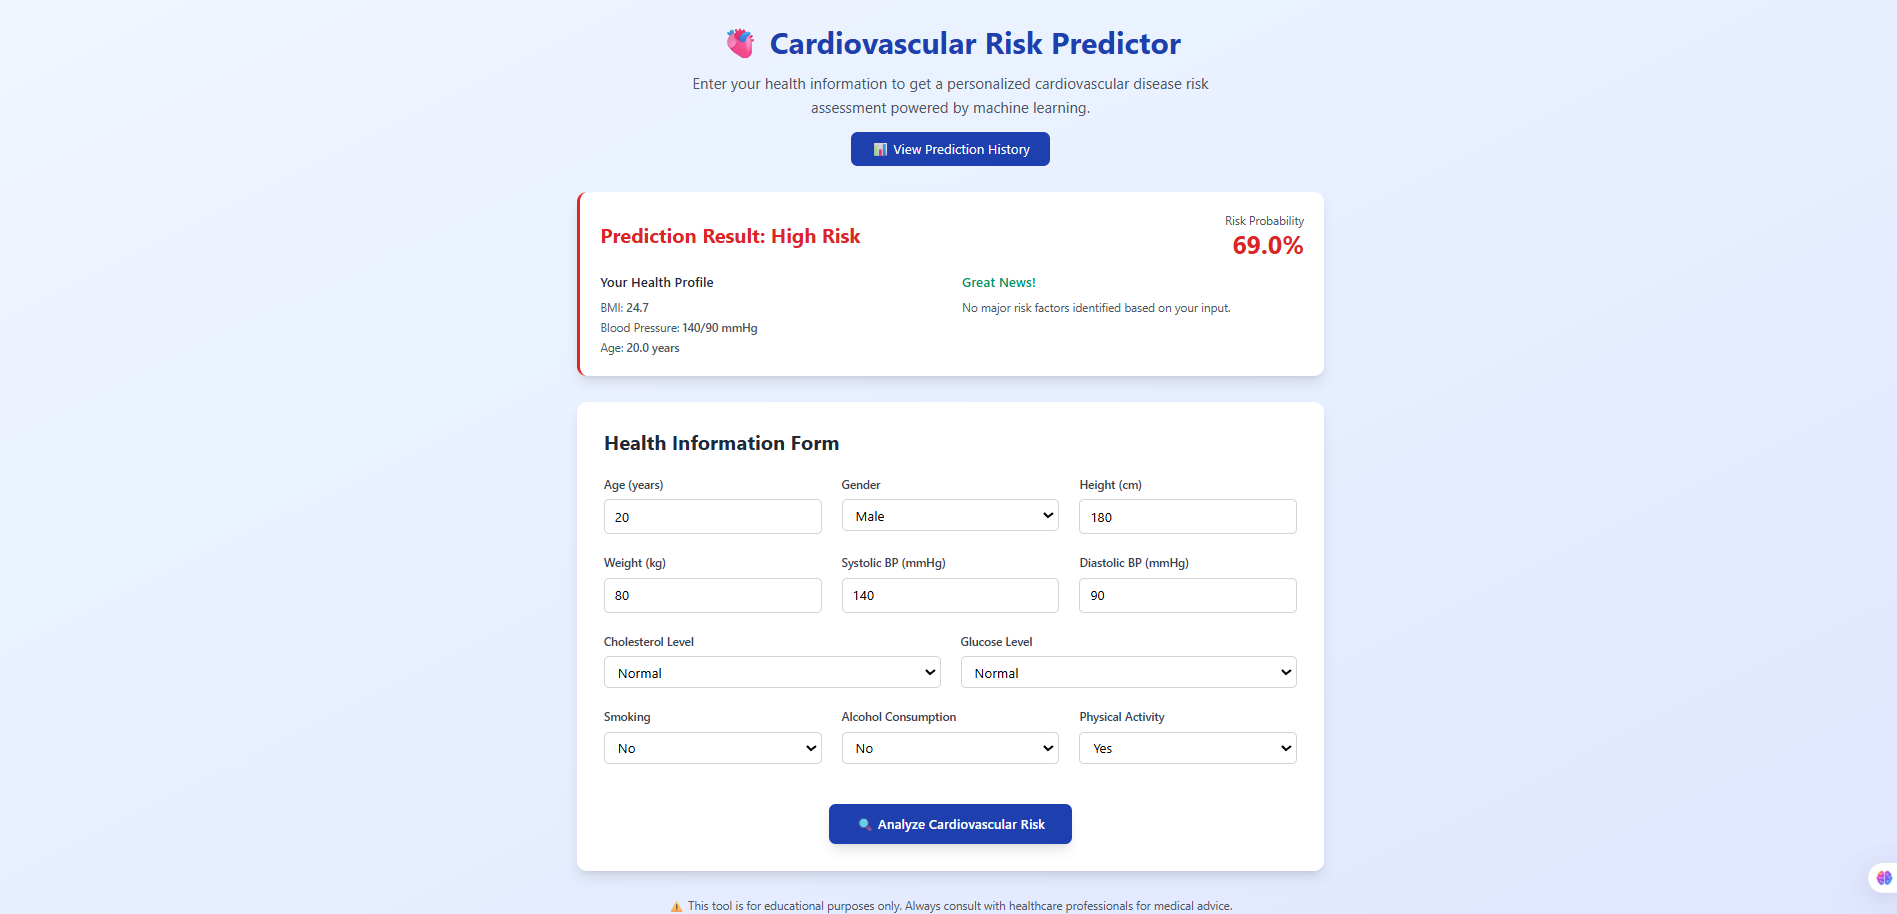 Cardiovascular Risk Predictor
Enter your health information to get a personalized cardiovascular disease risk
assessment powered by machine learning.
View Prediction History
Prediction Result: High Risk
Risk Probability
69.0%
Your Health Profile
BMI: 24.7
Blood Pressure: 140/90 mmHg
Age: 20.0 years
Great News!
No major risk factors identified based on your input.
Health Information Form
Age (years)
20
Gender
Male
Height (cm)
180
Weight (kg)
80
Systolic BP (mmHg)
140
Diastolic BP (mmHg)
90
Cholesterol Level
Normal
Glucose Level
Normal
Smoking
No
Alcohol Consumption
No
Physical Activity
Yes
Analyze Cardiovascular Risk
This tool is for educational purposes only. Always consult with healthcare professionals for medical advice.